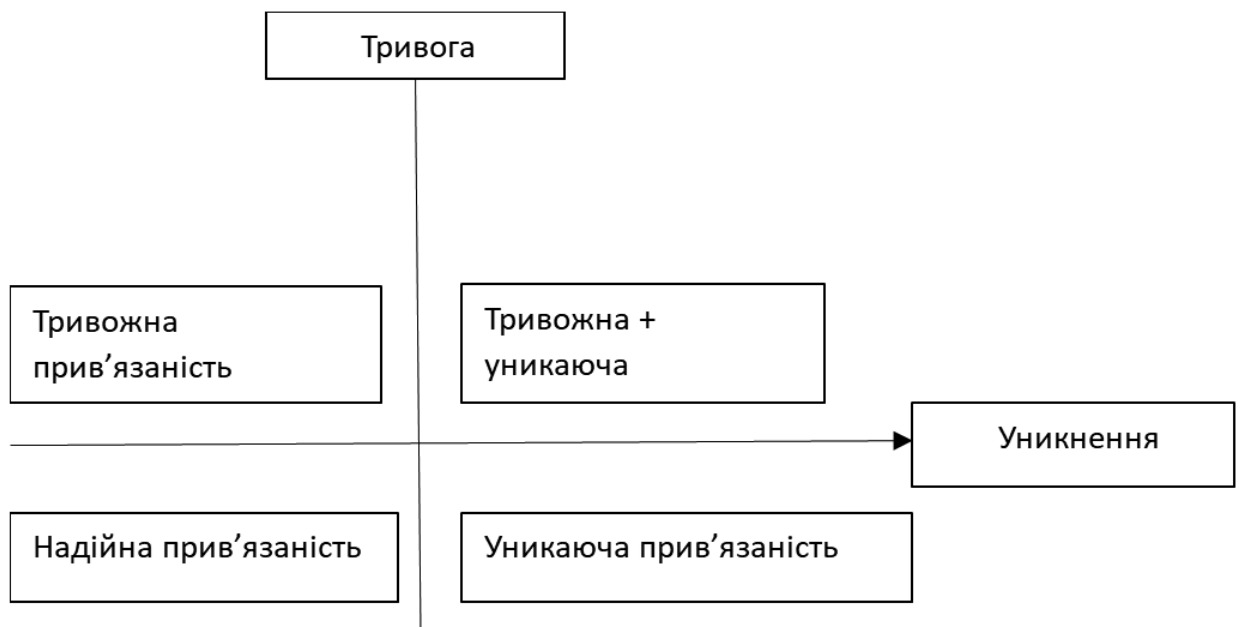 Тривога
Тривожна
прив’язаність
Тривожна +
уникаюча
Уникнення
Надійна прив’язаність
Уникаюча прив’язаність